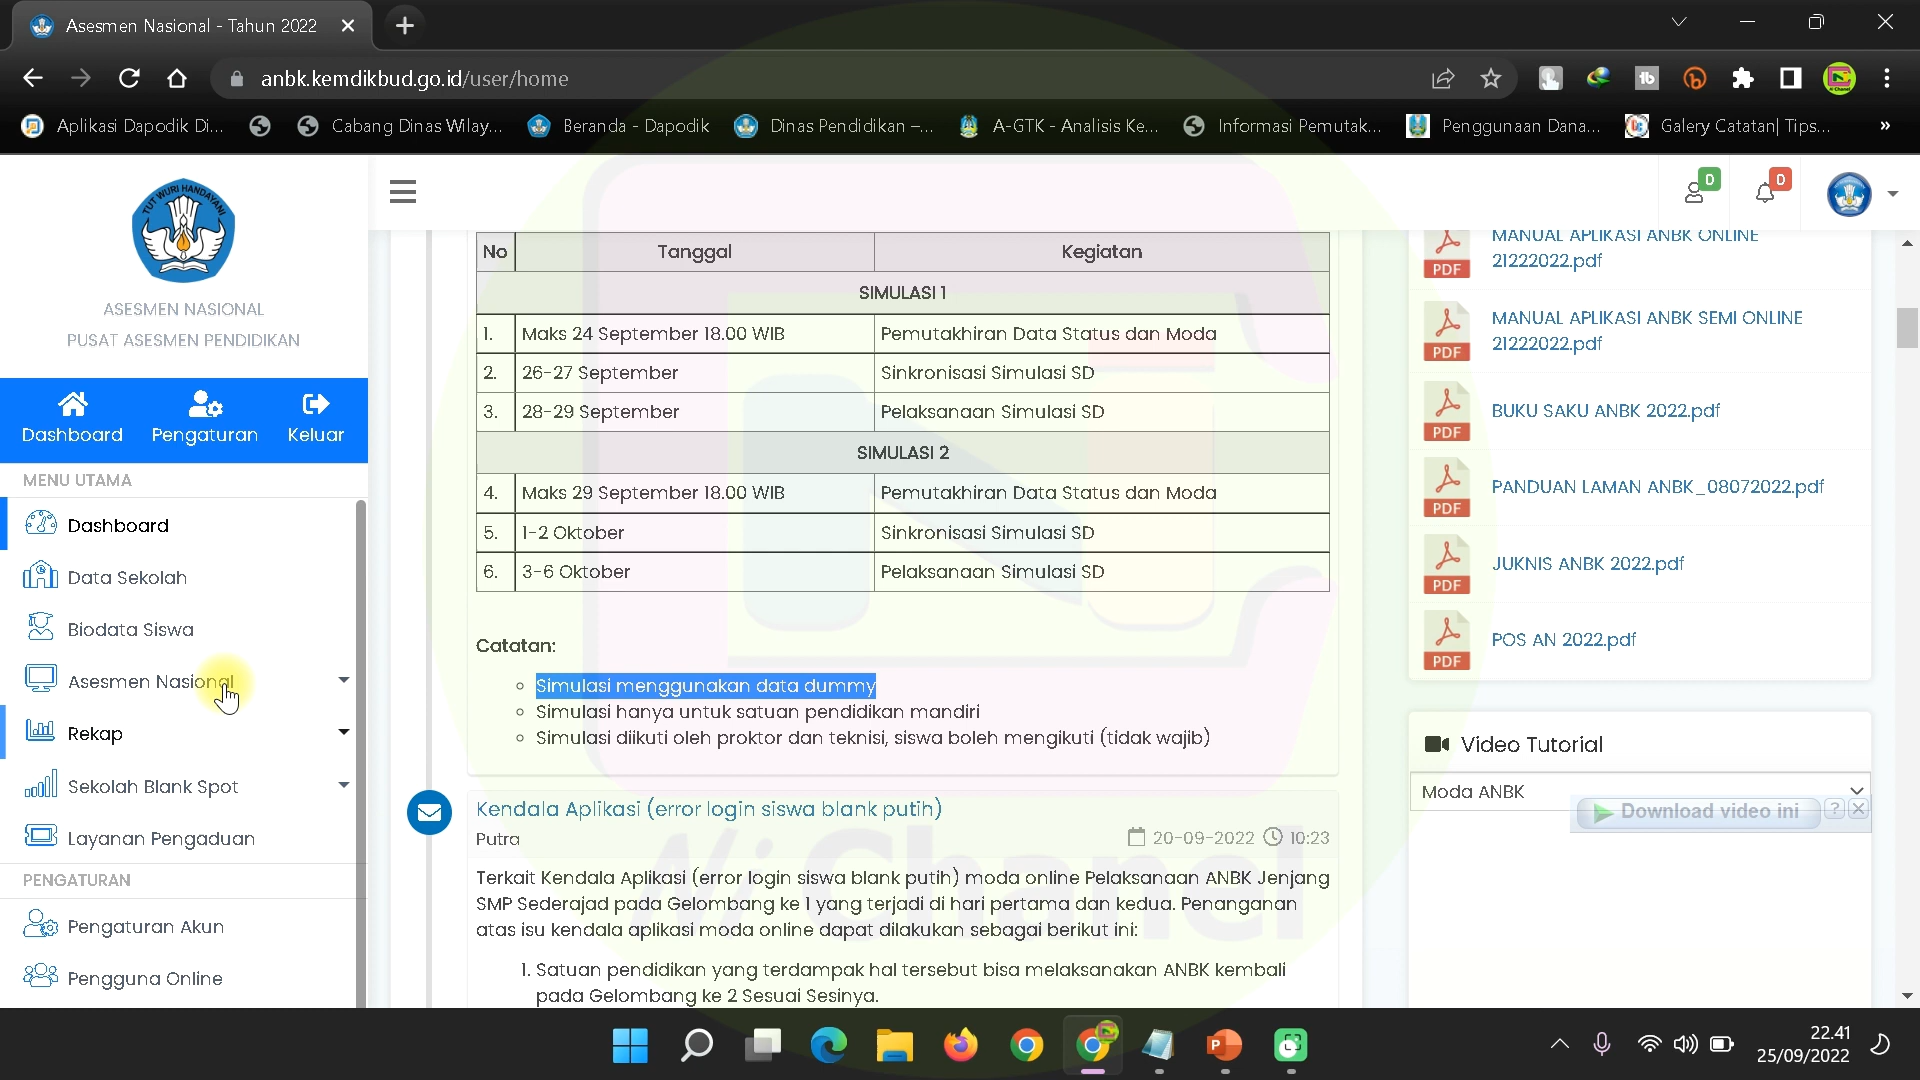 Asesmen Nasional - Tahun 2022
anbk.kemdikbud.go.id/user/home
Aplikasi Dapodik Di...
Cabang Dinas Wilay...
Beranda - Dapodik
Dinas Pendidikan –...
A-GTK - Analisis Ke...
Informasi Pemutak...
Penggunaan Dana...
Galery Catatan| Tips...
»
TUT WURI HANDAYANI
ASESMEN NASIONAL
PUSAT ASESMEN PENDIDIKAN
Dashboard Pengaturan Keluar
MENU UTAMA
Dashboard
Data Sekolah
Biodata Siswa
Asesmen Nasional
Rekap
Sekolah Blank Spot
Layanan Pengaduan
PENGATURAN
Pengaturan Akun
Pengguna Online
0
0
No Tanggal Kegiatan
SIMULASI 1
1. Maks 24 September 18.00 WIB Pemutakhiran Data Status dan Moda
2. 26-27 September Sinkronisasi Simulasi SD
3. 28-29 September Pelaksanaan Simulasi SD
SIMULASI 2
4. Maks 29 September 18.00 WIB Pemutakhiran Data Status dan Moda
5. 1-2 Oktober Sinkronisasi Simulasi SD
6. 3-6 Oktober Pelaksanaan Simulasi SD
Catatan:
Simulasi menggunakan data dummy
Simulasi hanya untuk satuan pendidikan mandiri
Simulasi diikuti oleh proktor dan teknisi, siswa boleh mengikuti (tidak wajib)
Kendala Aplikasi (error login siswa blank putih)
Putra 20-09-2022 10:23
Terkait Kendala Aplikasi (error login siswa blank putih) moda online Pelaksanaan ANBK Jenjang
SMP Sederajad pada Gelombang ke 1 yang terjadi di hari pertama dan kedua. Penanganan
atas isu kendala aplikasi moda online dapat dilakukan sebagai berikut ini:
1. Satuan pendidikan yang terdampak hal tersebut bisa melaksanakan ANBK kembali
pada Gelombang ke 2 Sesuai Sesinya.
Ni Chanel
PDF MANUAL APLIKASI ANBK ONLINE
21222022.pdf
PDF MANUAL APLIKASI ANBK SEMI ONLINE
21222022.pdf
PDF BUKU SAKU ANBK 2022.pdf
PDF PANDUAN LAMAN ANBK_08072022.pdf
PDF JUKNIS ANBK 2022.pdf
PDF POS AN 2022.pdf
Video Tutorial
Moda ANBK
Download video ini ?
22.41
25/09/2022